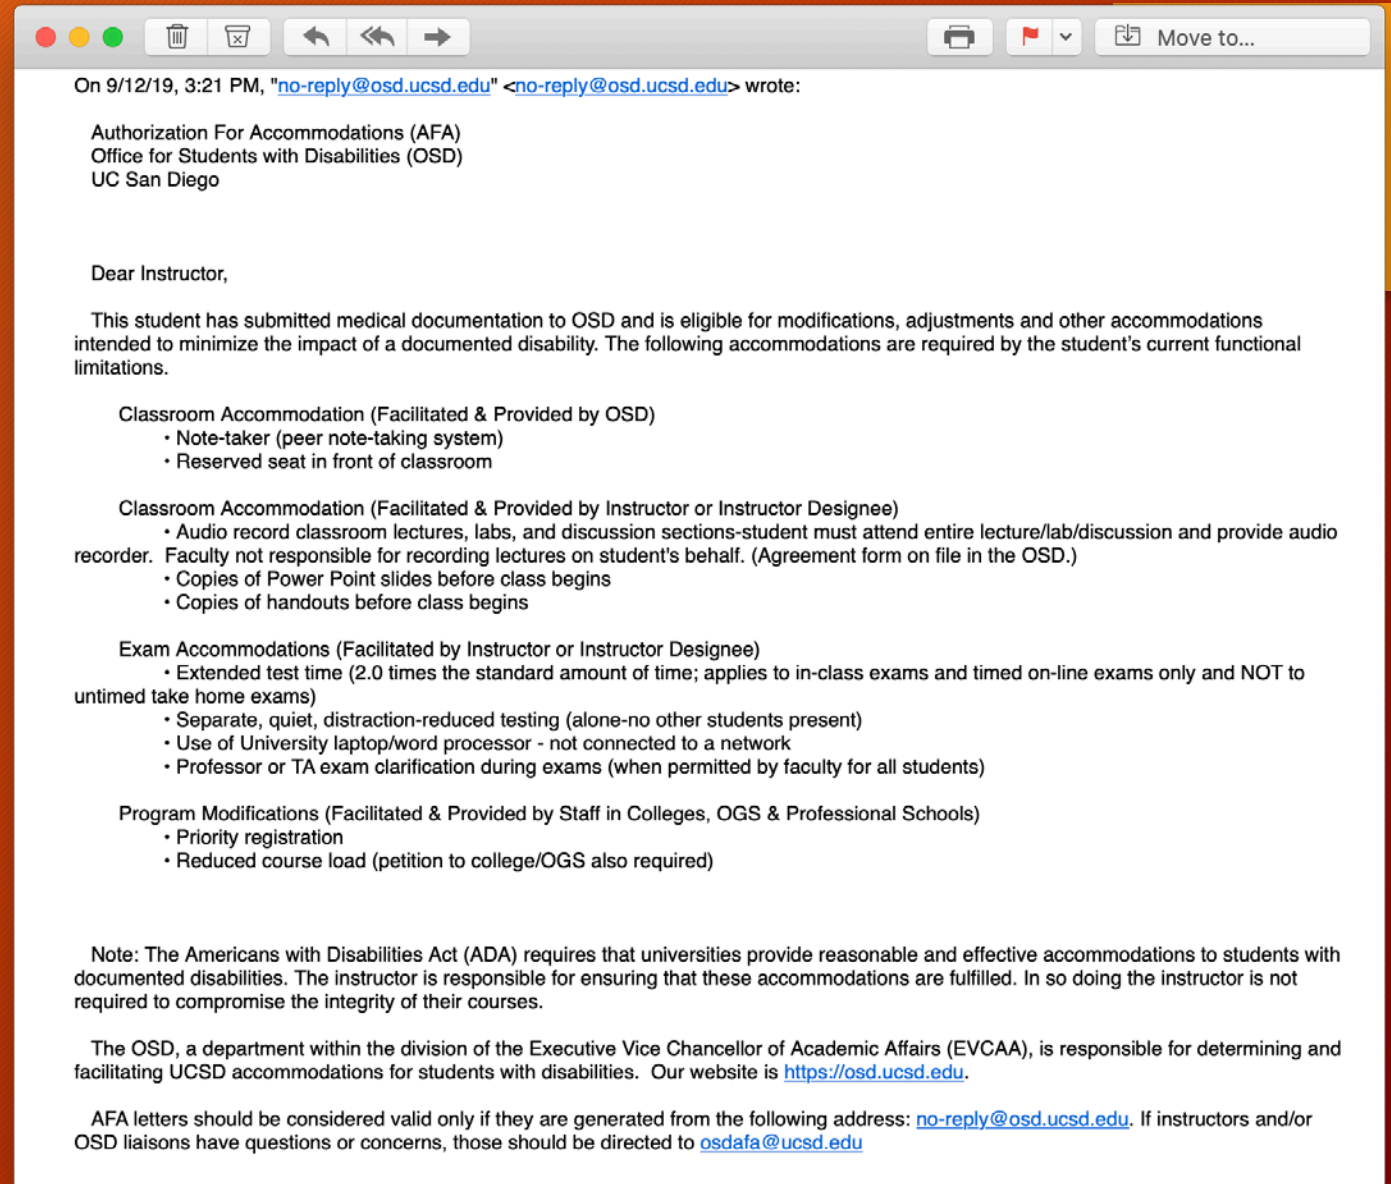 Move to...
On 9/12/19, 3:21 PM, "no-reply@osd.ucsd.edu" <no-reply@osd.ucsd.edu> wrote:
Authorization For Accommodations (AFA)
Office for Students with Disabilities (OSD)
UC San Diego
Dear Instructor,
This student has submitted medical documentation to OSD and is eligible for modifications, adjustments and other accommodations
intended to minimize the impact of a documented disability. The following accommodations are required by the student's current functional
limitations.
Classroom Accommodation (Facilitated & Provided by OSD)
• Note-taker (peer note-taking system)
• Reserved seat in front of classroom
Classroom Accommodation (Facilitated & Provided by Instructor or Instructor Designee)
• Audio record classroom lectures, labs, and discussion sections-student must attend entire lecture/lab/discussion and provide audio
recorder.  Faculty not responsible for recording lectures on student's behalf. (Agreement form on file in the OSD.)
• Copies of Power Point slides before class begins
• Copies of handouts before class begins
Exam Accommodations (Facilitated by Instructor or Instructor Designee)
• Extended test time (2.0 times the standard amount of time; applies to in-class exams and timed on-line exams only and NOT to
untimed take home exams)
• Separate, quiet, distraction-reduced testing (alone-no other students present)
• Use of University laptop/word processor - not connected to a network
• Professor or TA exam clarification during exams (when permitted by faculty for all students)
Program Modifications (Facilitated & Provided by Staff in Colleges, OGS & Professional Schools)
• Priority registration
• Reduced course load (petition to college/OGS also required)
Note: The Americans with Disabilities Act (ADA) requires that universities provide reasonable and effective accommodations to students with
documented disabilities. The instructor is responsible for ensuring that these accommodations are fulfilled. In so doing the instructor is not
required to compromise the integrity of their courses.
The OSD, a department within the division of the Executive Vice Chancellor of Academic Affairs (EVCAA), is responsible for determining and
facilitating UCSD accommodations for students with disabilities.  Our website is https://osd.ucsd.edu.
AFA letters should be considered valid only if they are generated from the following address: no-reply@osd.ucsd.edu. If instructors and/or
OSD liaisons have questions or concerns, those should be directed to osdafa@ucsd.edu